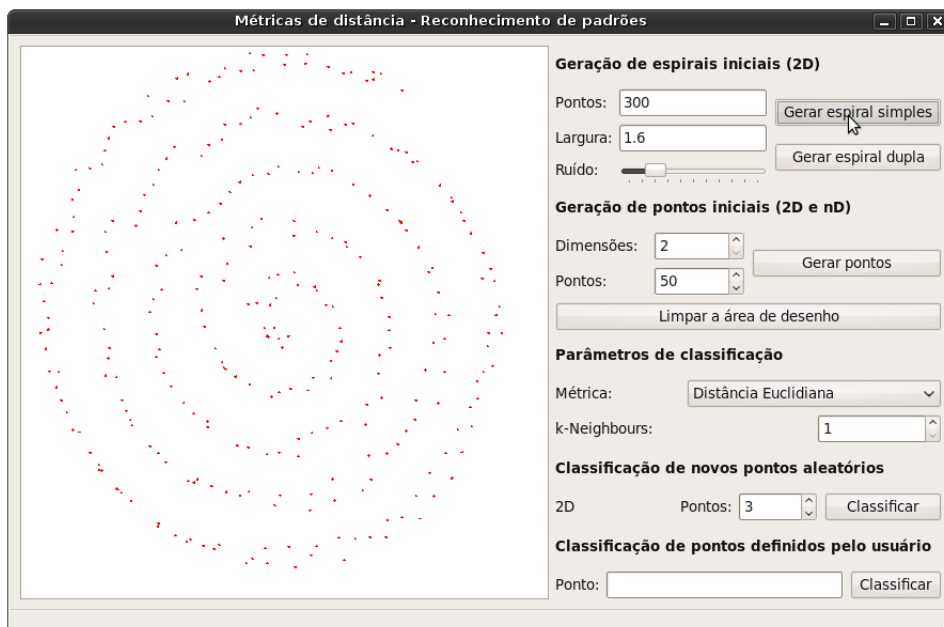 Métricas de distância - Reconhecimento de padrões
Geração de espirais iniciais (2D)
Pontos: 300
Gerar espiral simples
Largura: 1.6
Gerar espiral dupla
Ruído:
Geração de pontos iniciais (2D e nD)
Dimensões: 2
Gerar pontos
Pontos: 50
Limpar a área de desenho
Parâmetros de classificação
Métrica: Distância Euclidiana
k-Neighbours: 1
Classificação de novos pontos aleatórios
2D Pontos: 3 Classificar
Classificação de pontos definidos pelo usuário
Ponto: Classificar